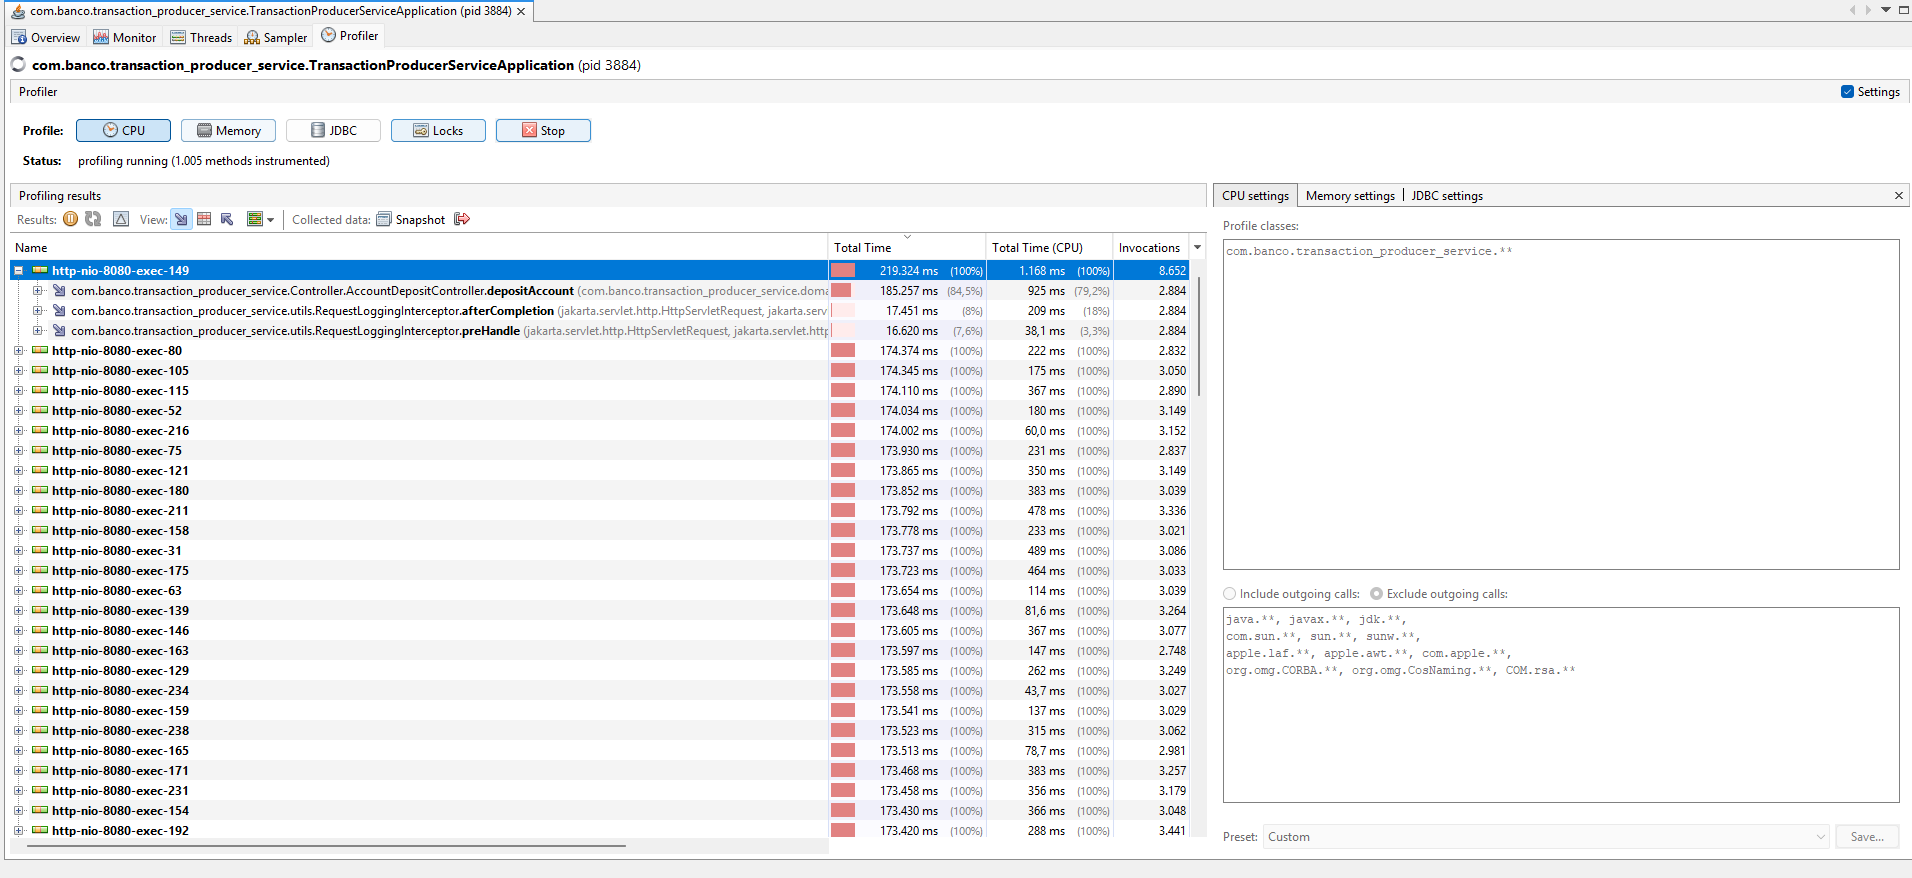 com.banco.transaction_producer_service.TransactionProducerServiceApplication (pid 3884)
Overview Monitor Threads Sampler Profiler
com.banco.transaction_producer_service.TransactionProducerServiceApplication (pid 3884)
Profiler Settings
Profile: CPU Memory JDBC Locks Stop
Status: profiling running (1.005 methods instrumented)
Profiling results
Results: View: Collected data: Snapshot
Name Total Time Total Time (CPU) Invocations
http-nio-8080-exec-149 219.324 ms (100%) 1.168 ms (100%) 8.652
com.banco.transaction_producer_service.Controller.AccountDepositController.depositAccount (com.banco.transaction_producer_service.doma 185.257 ms (84,5%) 925 ms (79,2%) 2.884
com.banco.transaction_producer_service.utils.RequestLoggingInterceptor.afterCompletion (jakarta.servlet.http.HttpServletRequest, jakarta.serv 17.451 ms (8%) 209 ms (18%) 2.884
com.banco.transaction_producer_service.utils.RequestLoggingInterceptor.preHandle (jakarta.servlet.http.HttpServletRequest, jakarta.servlet.http 16.620 ms (7,6%) 38,1 ms (3,3%) 2.884
http-nio-8080-exec-80 174.374 ms (100%) 222 ms (100%) 2.832
http-nio-8080-exec-105 174.345 ms (100%) 175 ms (100%) 3.050
http-nio-8080-exec-115 174.110 ms (100%) 367 ms (100%) 2.890
http-nio-8080-exec-52 174.034 ms (100%) 180 ms (100%) 3.149
http-nio-8080-exec-216 174.002 ms (100%) 60,0 ms (100%) 3.152
http-nio-8080-exec-75 173.930 ms (100%) 231 ms (100%) 2.837
http-nio-8080-exec-121 173.865 ms (100%) 350 ms (100%) 3.149
http-nio-8080-exec-180 173.852 ms (100%) 383 ms (100%) 3.039
http-nio-8080-exec-211 173.792 ms (100%) 478 ms (100%) 3.336
http-nio-8080-exec-158 173.778 ms (100%) 233 ms (100%) 3.021
http-nio-8080-exec-31 173.737 ms (100%) 489 ms (100%) 3.086
http-nio-8080-exec-175 173.723 ms (100%) 464 ms (100%) 3.033
http-nio-8080-exec-63 173.654 ms (100%) 114 ms (100%) 3.039
http-nio-8080-exec-139 173.648 ms (100%) 81,6 ms (100%) 3.264
http-nio-8080-exec-146 173.605 ms (100%) 367 ms (100%) 3.077
http-nio-8080-exec-163 173.597 ms (100%) 147 ms (100%) 2.748
http-nio-8080-exec-129 173.585 ms (100%) 262 ms (100%) 3.249
http-nio-8080-exec-234 173.558 ms (100%) 43,7 ms (100%) 3.027
http-nio-8080-exec-159 173.541 ms (100%) 137 ms (100%) 3.029
http-nio-8080-exec-238 173.523 ms (100%) 315 ms (100%) 3.062
http-nio-8080-exec-165 173.513 ms (100%) 78,7 ms (100%) 2.981
http-nio-8080-exec-171 173.468 ms (100%) 383 ms (100%) 3.257
http-nio-8080-exec-231 173.458 ms (100%) 356 ms (100%) 3.179
http-nio-8080-exec-154 173.430 ms (100%) 366 ms (100%) 3.048
http-nio-8080-exec-192 173.420 ms (100%) 288 ms (100%) 3.441
CPU settings Memory settings JDBC settings
Profile classes:
com.banco.transaction_producer_service.**
Include outgoing calls: Exclude outgoing calls:
java.**, javax.**, jdk.**,
com.sun.**, sun.**, sunw.**,
apple.laf.**, apple.awt.**, com.apple.**,
org.omg.CORBA.**, org.omg.CosNaming.**, COM.rsa.**
Preset: Custom Save...